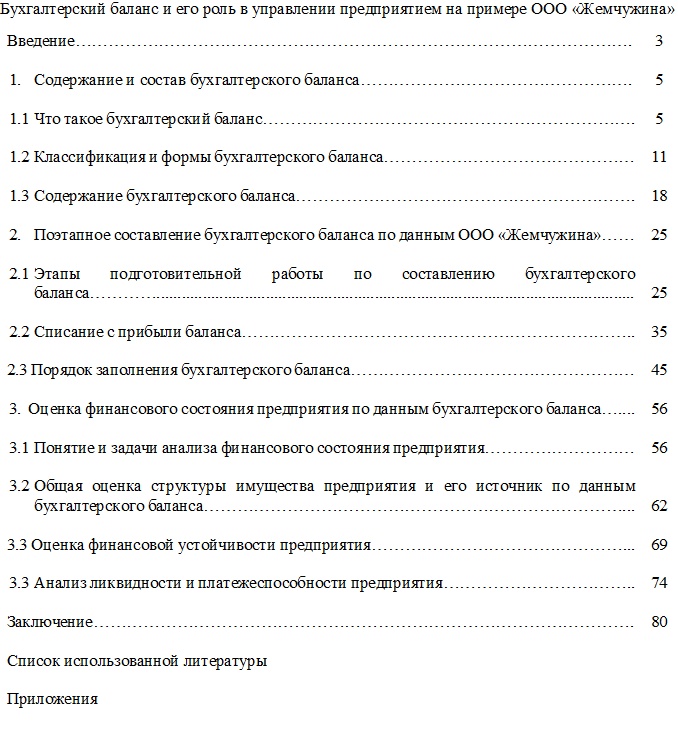 Бухгалтерский баланс и его роль в управлении предприятием на примере ООО «Жемчужина»
Введение…………………………………………………………………………………………. 3
1. Содержание и состав бухгалтерского баланса…………………………………………. 5
1.1 Что такое бухгалтерский баланс………………………………………………………… 5
1.2 Классификация и формы бухгалтерского баланса…………………………………… 11
1.3 Содержание бухгалтерского баланса…………………………………………………. 18
2. Поэтапное составление бухгалтерского баланса по данным ООО «Жемчужина»…… 25
2.1 Этапы подготовительной работы по составлению бухгалтерского
баланса…………...................................................................................................... 25
2.2 Списание с прибыли баланса………………………………………………………….. 35
2.3 Порядок заполнения бухгалтерского баланса………………………………………… 45
3. Оценка финансового состояния предприятия по данным бухгалтерского баланса….... 56
3.1 Понятие и задачи анализа финансового состояния предприятия…………………… 56
3.2 Общая оценка структуры имущества предприятия и его источник по данным
бухгалтерского баланса………………………………………………………………... 62
3.3 Оценка финансовой устойчивости предприятия……………………………………... 69
3.3 Анализ ликвидности и платежеспособности предприятия………………………….. 74
Заключение………………………………………………………………………………………. 80
Список использованной литературы
Приложения